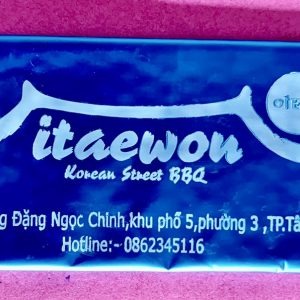 itaewon
Korean Street BBQ
Đặng Ngọc Chinh,khu phố 5,phường 3 ,TP.Tâ
Hotline:- 0862345116